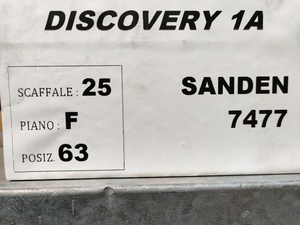 DISCOVERY 1A
SCAFFALE : 25
PIANO : F
POSIZ. 63
SANDEN
7477